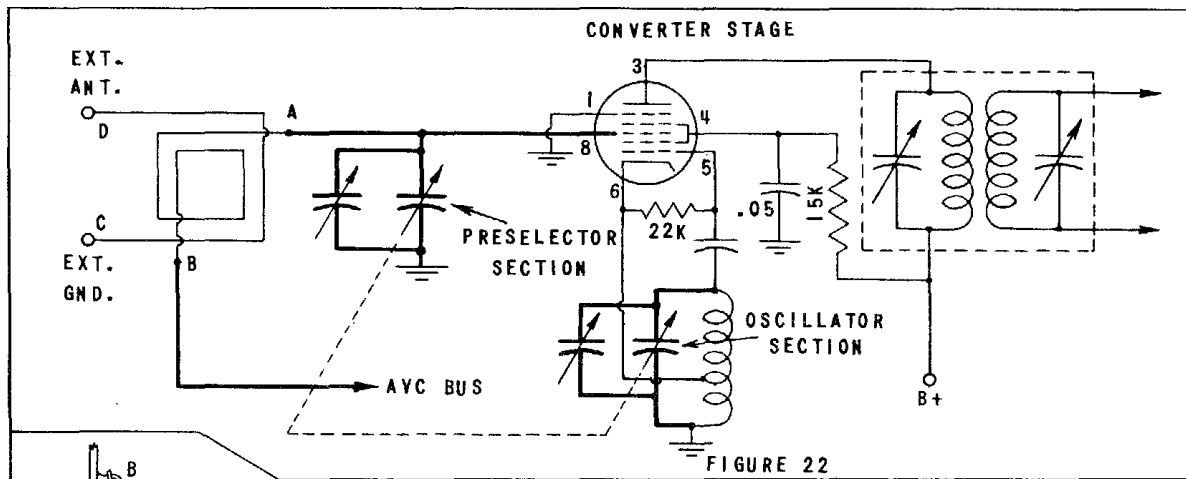 CONVERTER STAGE
EXT.
ANT.
D
A
C
EXT.
GND.
B
AVC BUS
PRESELECTOR
SECTION
1
8
6
3
4
5
22K
.05
15K
OSCILLATOR
SECTION
B+
FIGURE 22
B